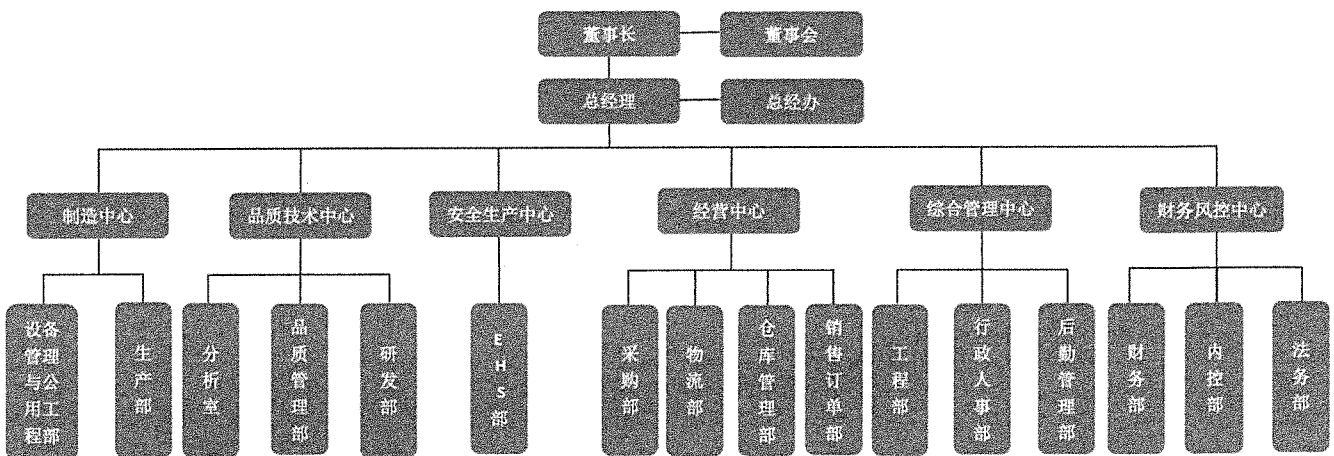 董事长
董事会
总经理
总经办
制造中心
品质技术中心
安全生产中心
经营中心
综合管理中心
财务风控中心
设备
管理
与公
用工
程部
生产部
分析室
品质管理部
研发部
EHS部
采购部
物流部
仓库管理部
销售订单部
工程部
行政人事部
后勤管理部
财务部
内控部
法务部